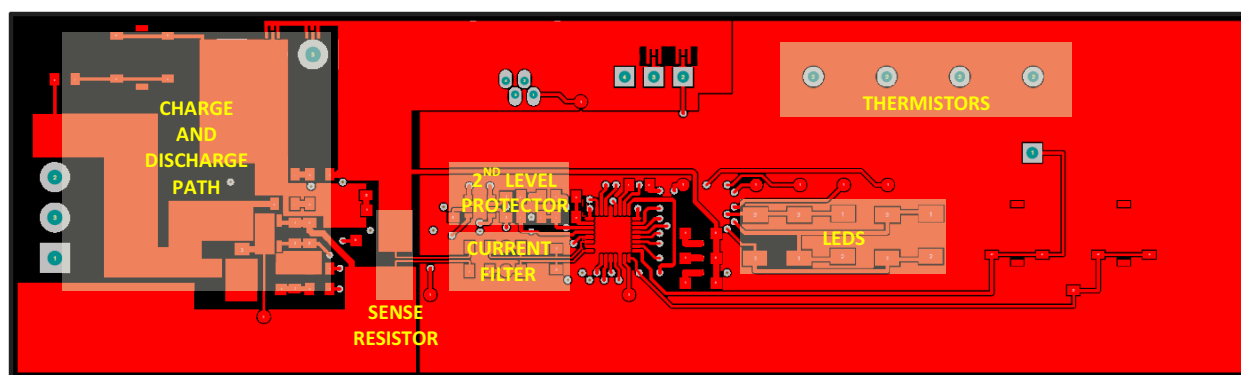 CHARGE
AND
DISCHARGE
PATH
THERMISTORS
2ND LEVEL
PROTECTOR
CURRENT
FILTER
LEDS
SENSE
RESISTOR